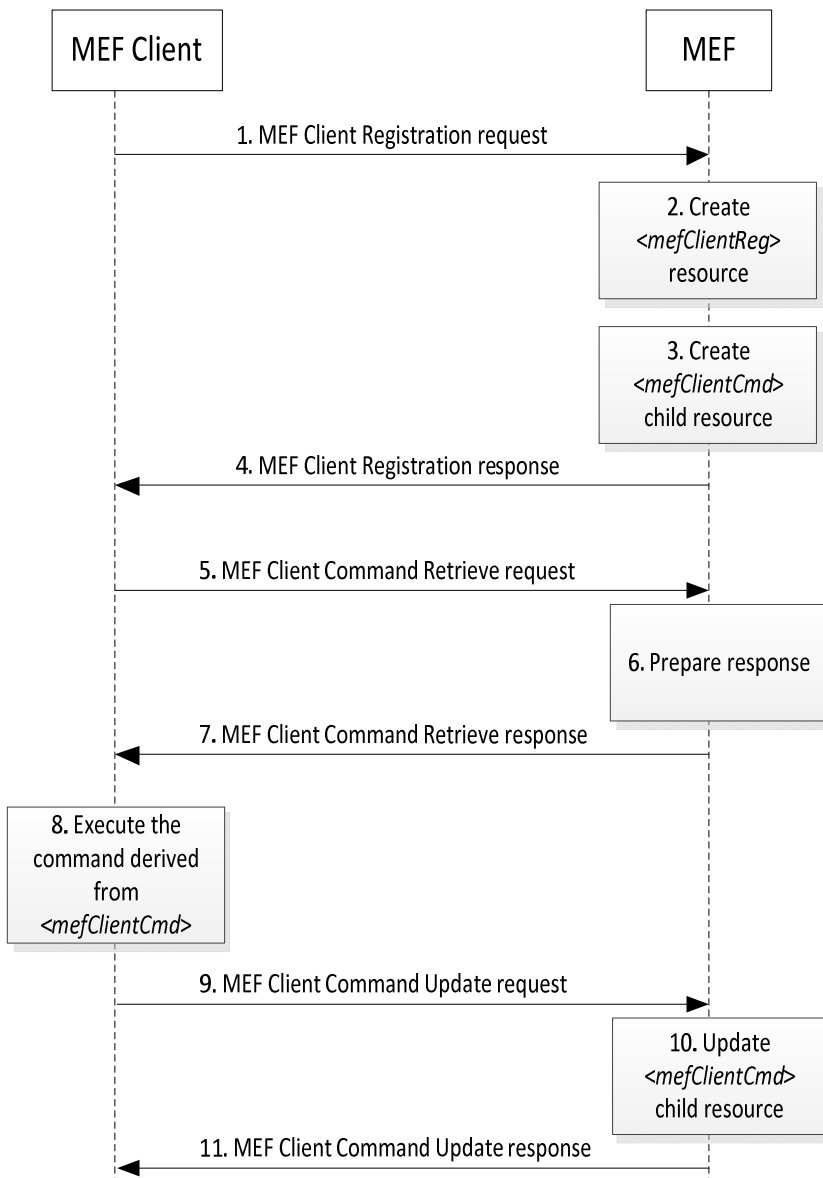 MEF Client
MEF
1. MEF Client Registration request
2. Create
<mefClientReg>
resource
3. Create
<mefClientCmd>
child resource
4. MEF Client Registration response
5. MEF Client Command Retrieve request
6. Prepare response
7. MEF Client Command Retrieve response
8. Execute the
command derived
from
<mefClientCmd>
9. MEF Client Command Update request
10. Update
<mefClientCmd>
child resource
11. MEF Client Command Update response